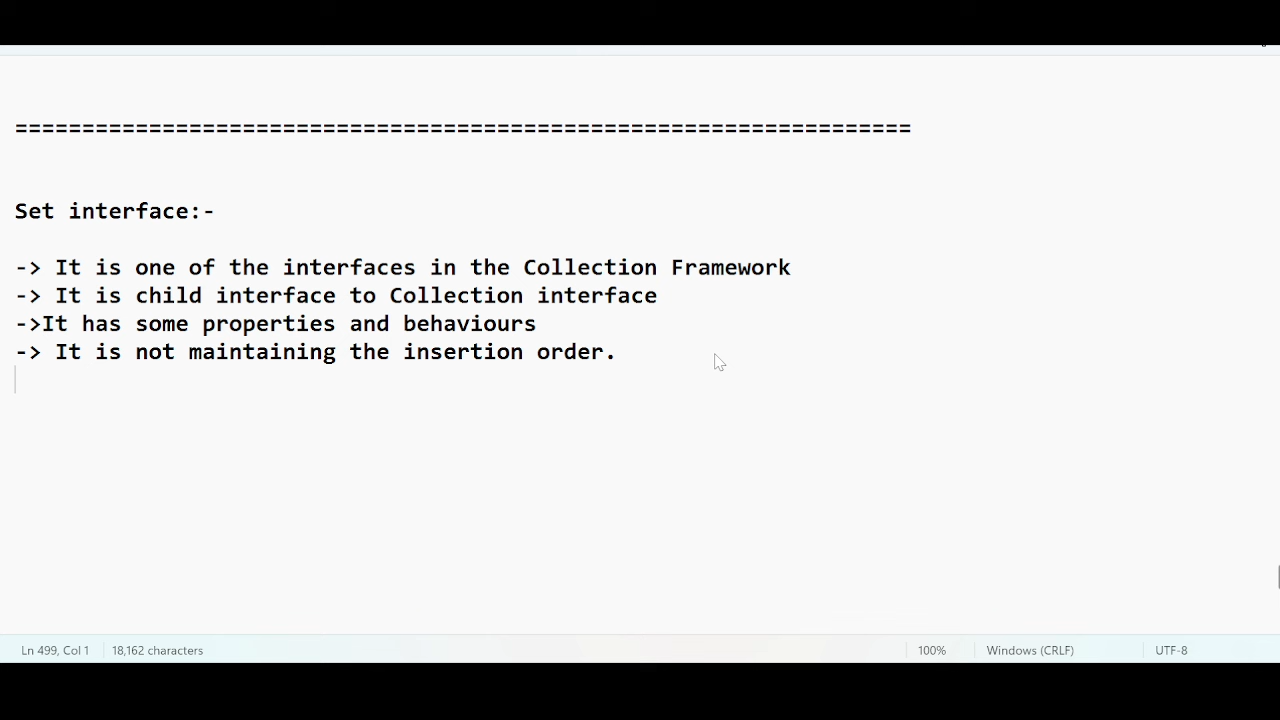 ===================================================================
Set interface:-
-> It is one of the interfaces in the Collection Framework
-> It is child interface to Collection interface
->It has some properties and behaviours
-> It is not maintaining the insertion order.
Ln 499, Col 1 18,162 characters 100% Windows (CRLF) UTF-8